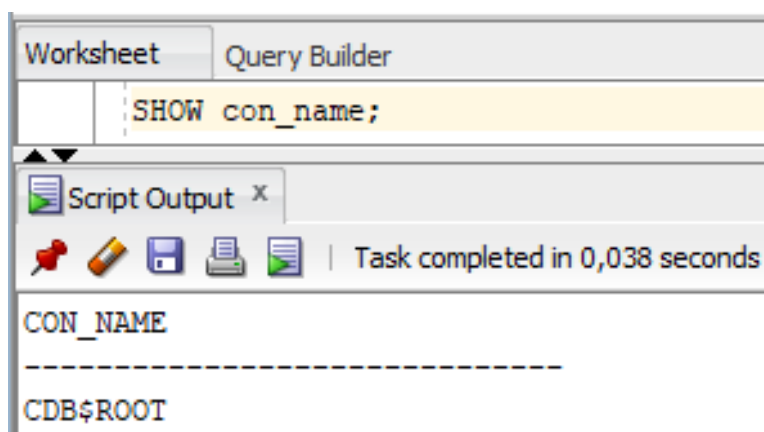 Worksheet Query Builder
SHOW con_name;
Script Output x
Task completed in 0,038 seconds
CON_NAME
------------------------------
CDB$ROOT